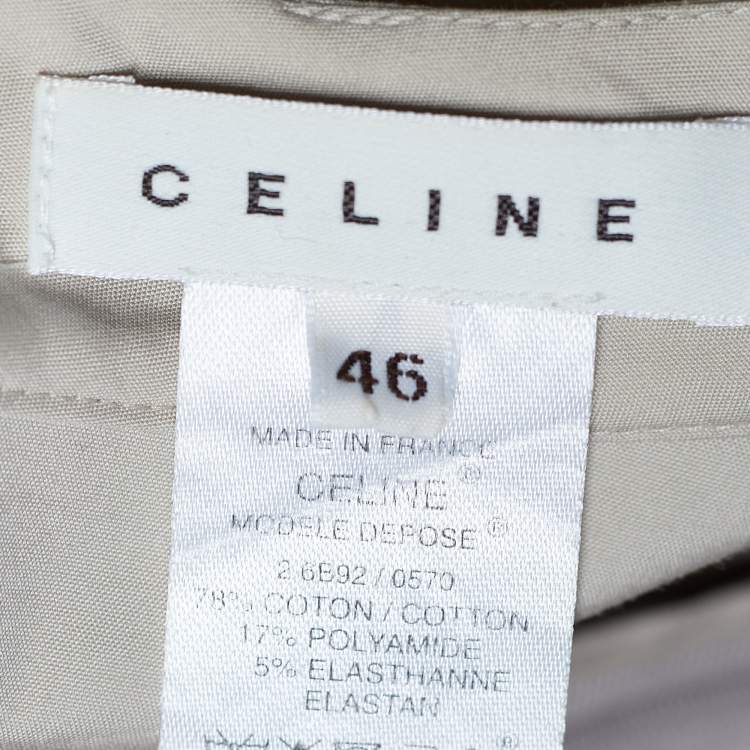 CELINE
46
MADE IN FRANCE
CELINE®
MODELE DEPOSE®
2 6B92 / 0570
78% COTON / COTTON
17% POLYAMIDE
5% ELASTHANNE
ELASTAN